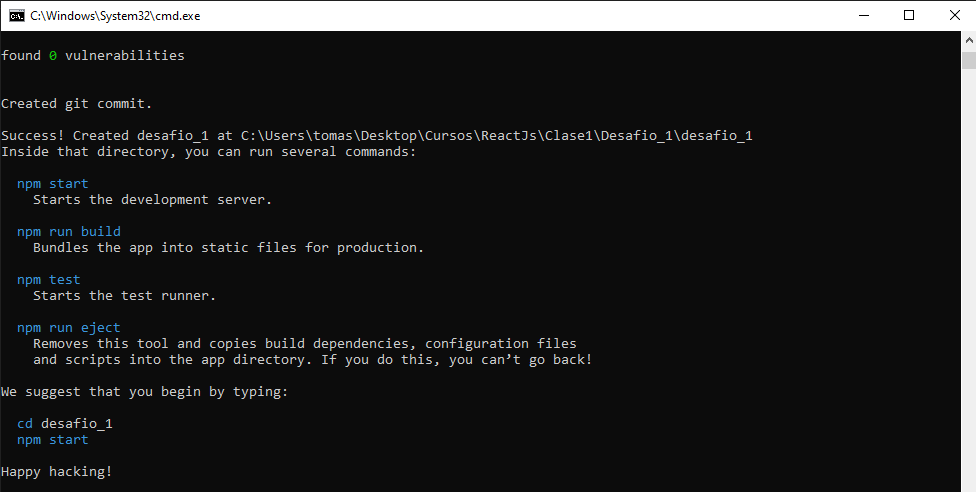 C:\Windows\System32\cmd.exe
found 0 vulnerabilities
Created git commit.
Success! Created desafio_1 at C:\Users\tomas\Desktop\Cursos\ReactJs\Clase1\Desafio_1\desafio_1
Inside that directory, you can run several commands:
npm start
Starts the development server.
npm run build
Bundles the app into static files for production.
npm test
Starts the test runner.
npm run eject
Removes this tool and copies build dependencies, configuration files
and scripts into the app directory. If you do this, you can’t go back!
We suggest that you begin by typing:
cd desafio_1
npm start
Happy hacking!